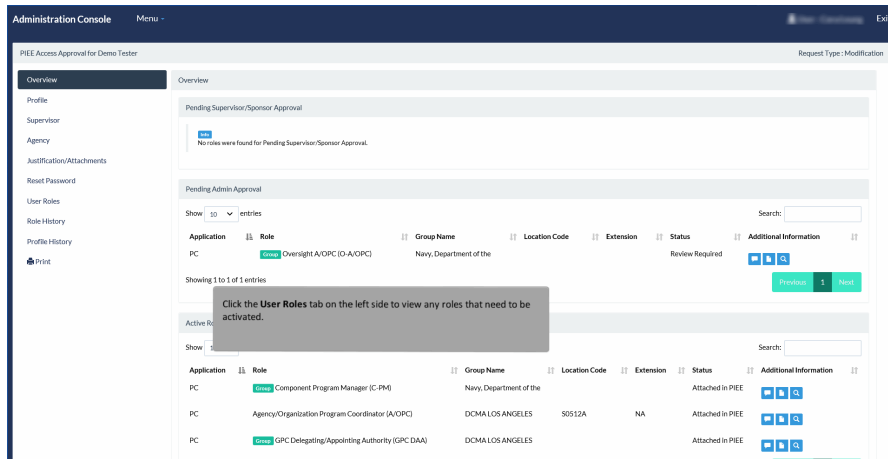 Administration Console Menu
Exi
PIEE Access Approval for Demo Tester
Request Type : Modification
Overview
Profile
Supervisor
Agency
Justification/Attachments
Reset Password
User Roles
Role History
Profile History
Print
Overview
Pending Supervisor/Sponsor Approval
Info
No roles were found for Pending Supervisor/Sponsor Approval.
Pending Admin Approval
Show 10 entries
Search:
Application Role Group Name Location Code Extension Status Additional Information
PC Group Oversight A/OPC (O-A/OPC) Navy, Department of the Review Required
Showing 1 to 1 of 1 entries
Previous 1 Next
Click the User Roles tab on the left side to view any roles that need to be
activated.
Active Ro
Show 1
Search:
Application Role Group Name Location Code Extension Status Additional Information
PC Group Component Program Manager (C-PM) Navy, Department of the Attached in PIEE
PC Agency/Organization Program Coordinator (A/OPC) DCMA LOS ANGELES S0512A NA Attached in PIEE
PC Group GPC Delegating/Appointing Authority (GPC DAA) DCMA LOS ANGELES Attached in PIEE